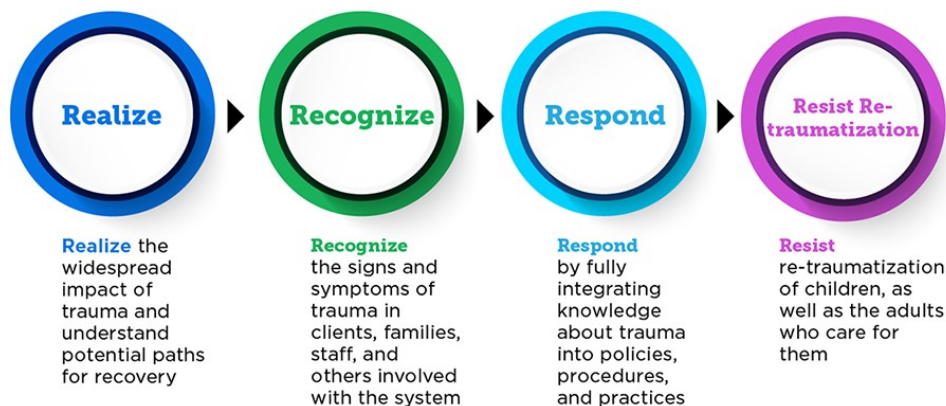 Realize
Recognize
Respond
Resist Re-
traumatization
Realize the
widespread
impact of
trauma and
understand
potential paths
for recovery
Recognize
the signs and
symptoms of
trauma in
clients, families,
staff, and
others involved
with the system
Respond
by fully
integrating
knowledge
about trauma
into policies,
procedures,
and practices
Resist
re-traumatization
of children, as
well as the adults
who care for
them